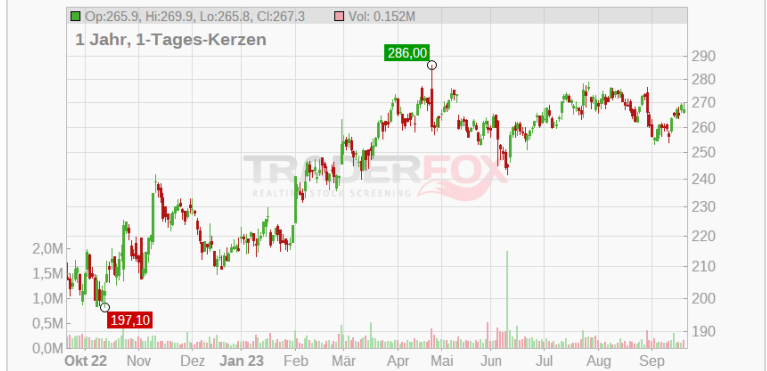 Op:265.9, Hi:269.9, Lo:265.8, Cl:267.3 Vol: 0.152M
1 Jahr, 1-Tages-Kerzen
286,00
290
280
270
260
250
240
230
220
210
200
190
TRADERFOX
REALTIME STOCK SCREENING
2,0M
1,5M
1,0M
0,5M
0,0M
197,10
Okt 22 Nov Dez Jan 23 Feb Mär Apr Mai Jun Jul Aug Sep